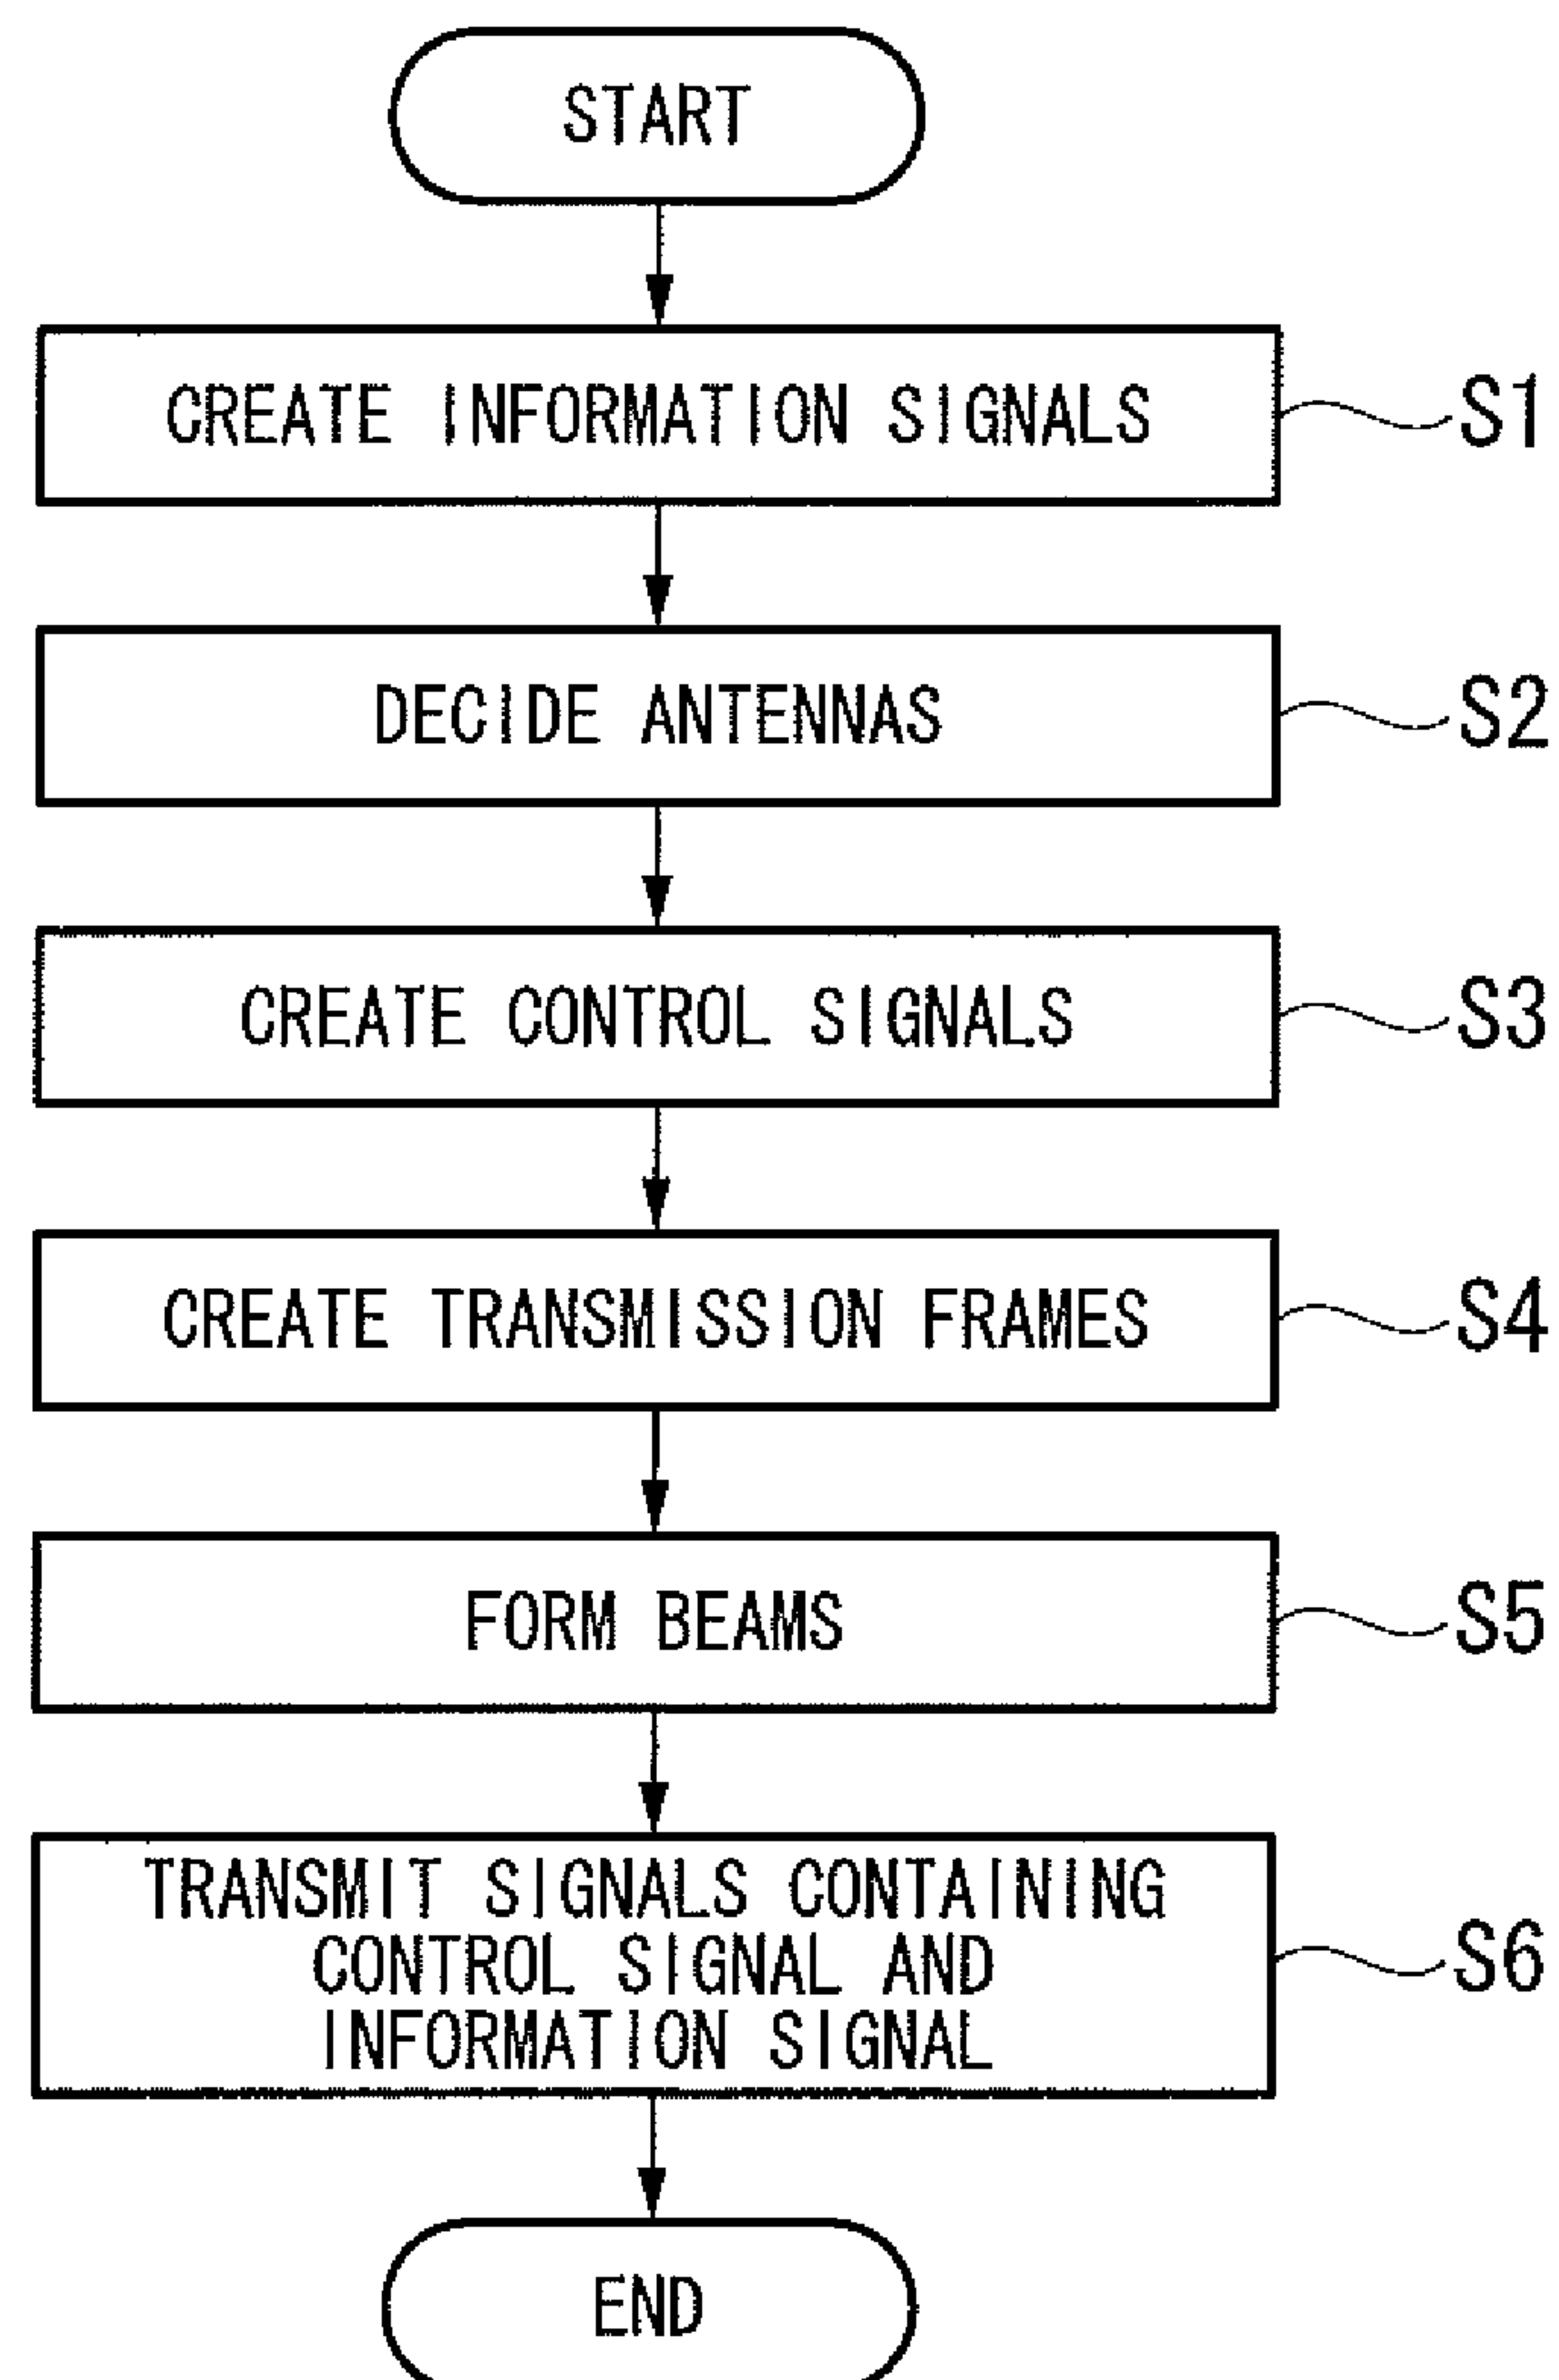 START
CREATE INFORMATION SIGNALS
S1
DECIDE ANTENNAS
S2
CREATE CONTROL SIGNALS
S3
CREATE TRANSMISSION FRAMES
S4
FORM BEAMS
S5
TRANSMIT SIGNALS CONTAINING
CONTROL SIGNAL AND
INFORMATION SIGNAL
S6
END